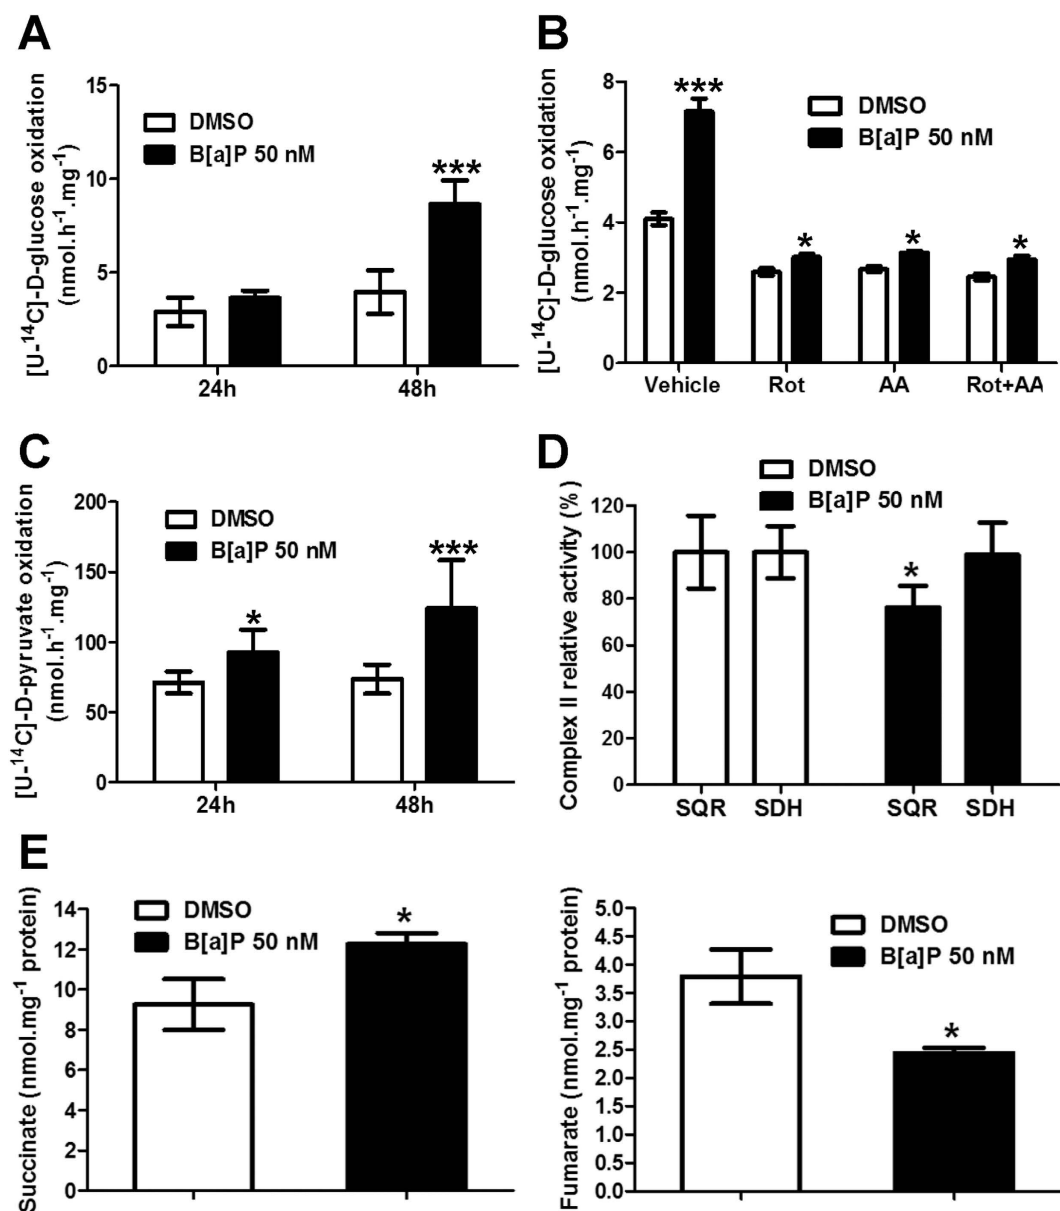 A
[U-¹⁴C]-D-glucose oxidation
(nmol.h⁻¹.mg⁻¹)
15
10
5
0
DMSO
B[a]P 50 nM
***
24h
48h
B
[U-¹⁴C]-D-glucose oxidation
(nmol.h⁻¹.mg⁻¹)
8
6
4
2
0
***
DMSO
B[a]P 50 nM
*
*
*
Vehicle
Rot
AA
Rot+AA
C
[U-¹⁴C]-D-pyruvate oxidation
(nmol.h⁻¹.mg⁻¹)
200
150
100
50
0
DMSO
B[a]P 50 nM
*
***
24h
48h
D
Complex II relative activity (%)
120
100
80
60
40
20
0
DMSO
B[a]P 50 nM
*
SQR
SDH
SQR
SDH
E
Succinate (nmol.mg⁻¹ protein)
14
12
10
8
6
4
2
0
DMSO
B[a]P 50 nM
*
Fumarate (nmol.mg⁻¹ protein)
5.0
4.5
4.0
3.5
3.0
2.5
2.0
1.5
1.0
0.5
0.0
DMSO
B[a]P 50 nM
*